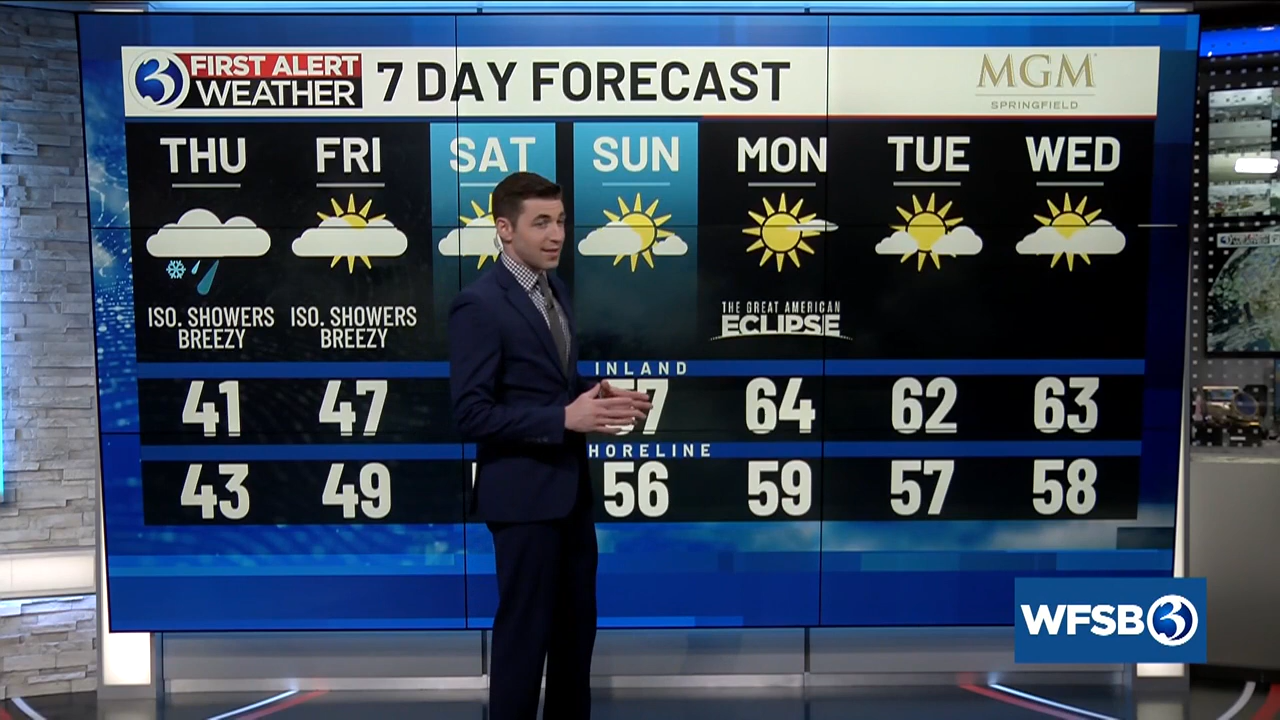 3 FIRST ALERT
WEATHER
7 DAY FORECAST
MGM
SPRINGFIELD
THU FRI SAT SUN MON TUE WED
ISO. SHOWERS
BREEZY
ISO. SHOWERS
BREEZY
THE GREAT AMERICAN
ECLIPSE
INLAND
41 47 64 62 63
HORELINE
43 49 56 59 57 58
WFSB 3